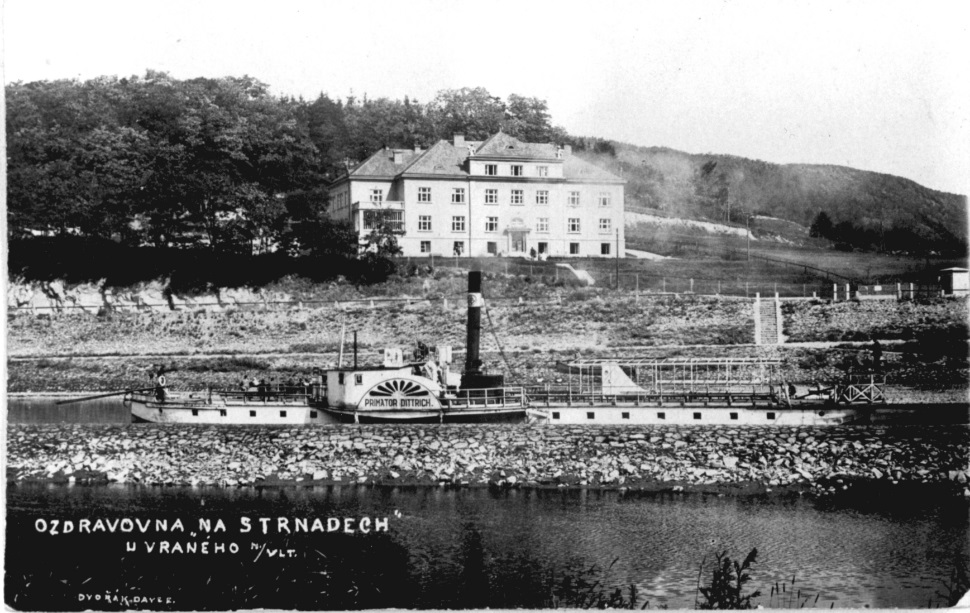 PRIMATOR DITTRICH.
OZDRAVOVNA „NA STRNADECH"
U VRANÉHO N/VLT.
DVOŘÁK. DAVLE.